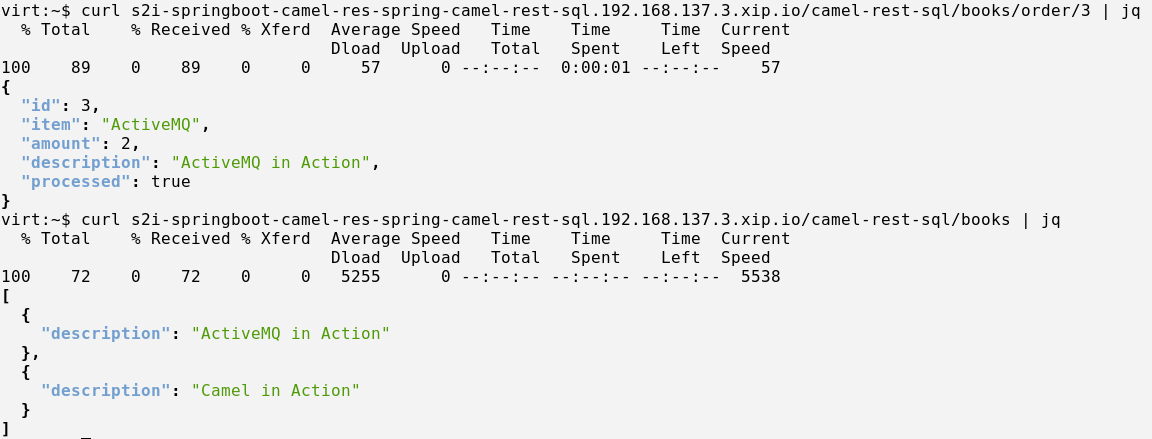 virt:~$ curl s2i-springboot-camel-res-spring-camel-rest-sql.192.168.137.3.xip.io/camel-rest-sql/books/order/3 | jq
  % Total    % Received % Xferd  Average Speed   Time    Time     Time  Current
                                 Dload  Upload   Total   Spent    Left  Speed
100    89    0    89    0     0     57      0 --:--:--  0:00:01 --:--:--    57
{
  "id": 3,
  "item": "ActiveMQ",
  "amount": 2,
  "description": "ActiveMQ in Action",
  "processed": true
}
virt:~$ curl s2i-springboot-camel-res-spring-camel-rest-sql.192.168.137.3.xip.io/camel-rest-sql/books | jq
  % Total    % Received % Xferd  Average Speed   Time    Time     Time  Current
                                 Dload  Upload   Total   Spent    Left  Speed
100    72    0    72    0     0   5255      0 --:--:-- --:--:-- --:--:--  5538
[
  {
    "description": "ActiveMQ in Action"
  },
  {
    "description": "Camel in Action"
  }
]